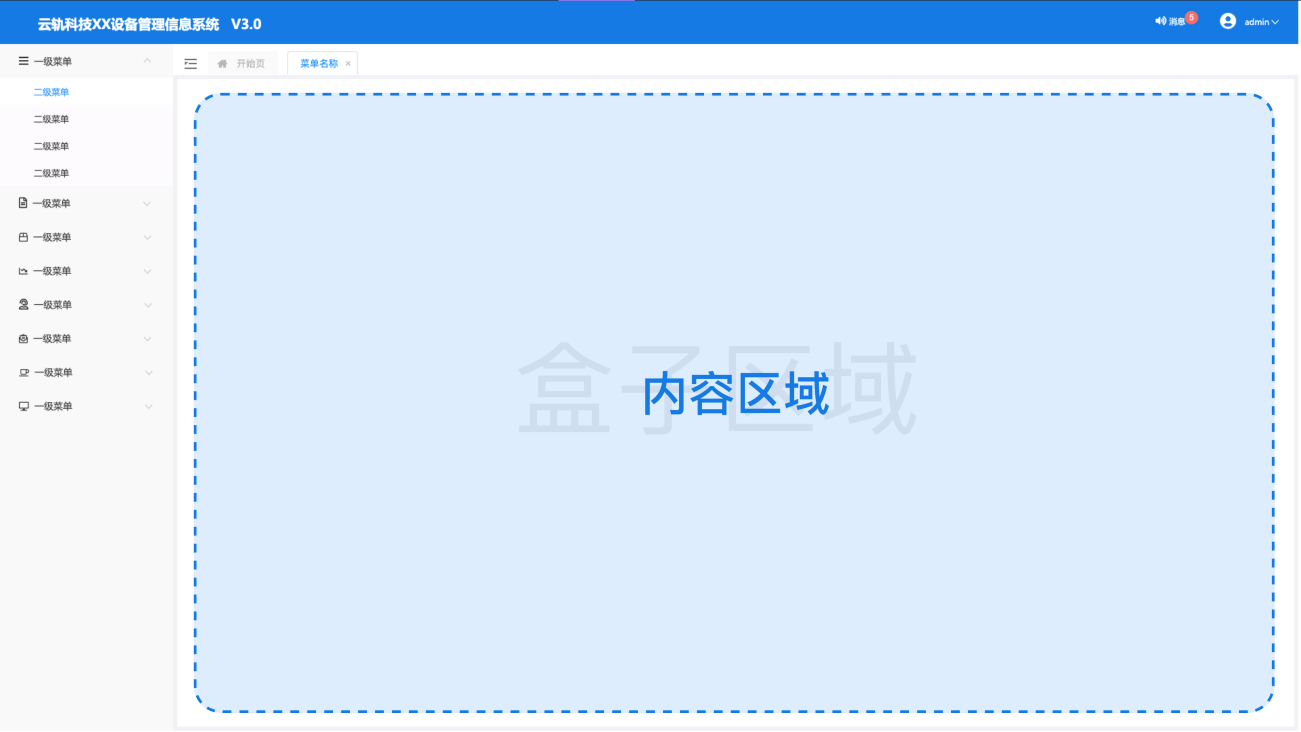 云轨科技XX设备管理信息系统 V3.0
消息 5
admin
一级菜单
二级菜单
二级菜单
二级菜单
二级菜单
一级菜单
一级菜单
一级菜单
一级菜单
一级菜单
一级菜单
一级菜单
开始页
菜单名称 ×
盒子区域
内容区域